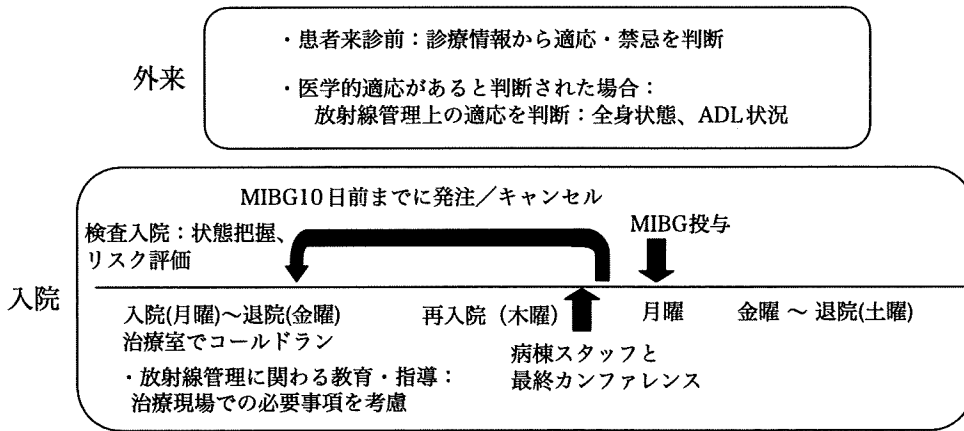 外来
・患者来診前：診療情報から適応・禁忌を判断
・医学的適応があると判断された場合：
放射線管理上の適応を判断：全身状態、ADL状況
入院
MIBG10日前までに発注／キャンセル
検査入院：状態把握、
リスク評価
MIBG投与
入院(月曜)～退院(金曜)
治療室でコールドラン
・放射線管理に関わる教育・指導：
治療現場での必要事項を考慮
再入院（木曜）
病棟スタッフと
最終カンファレンス
月曜
金曜 ～ 退院(土曜)